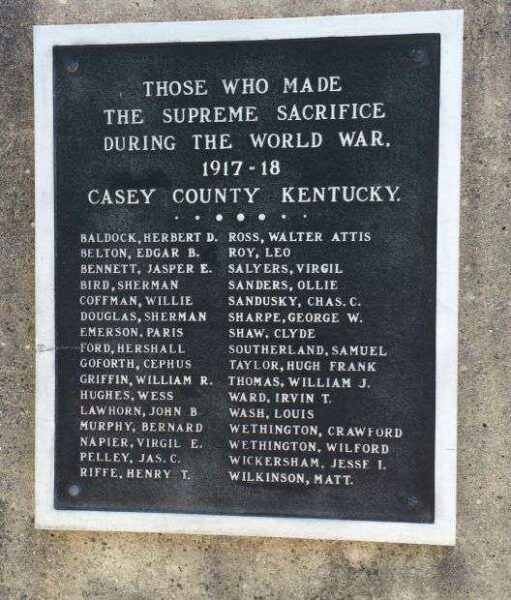 THOSE WHO MADE
THE SUPREME SACRIFICE
DURING THE WORLD WAR.
1917-18
CASEY COUNTY KENTUCKY.
BALDOCK, HERBERT D.
BELTON, EDGAR B.
BENNETT, JASPER E.
BIRD, SHERMAN
COFFMAN, WILLIE
DOUGLAS, SHERMAN
EMERSON, PARIS
FORD, HERSHALL
GOFORTH, CEPHUS
GRIFFIN, WILLIAM R.
HUGHES, WESS
LAWHORN, JOHN B
MURPHY, BERNARD
NAPIER, VIRGIL E.
PELLEY, JAS. C.
RIFFE, HENRY T.
ROSS, WALTER ATTIS
ROY, LEO
SALYERS, VIRGIL
SANDERS, OLLIE
SANDUSKY, CHAS. C.
SHARPE, GEORGE W.
SHAW, CLYDE
SOUTHERLAND, SAMUEL
TAYLOR, HUGH FRANK
THOMAS, WILLIAM J.
WARD, IRVIN T.
WASH, LOUIS
WETHINGTON, CRAWFORD
WETHINGTON, WILFORD
WICKERSHAM, JESSE I.
WILKINSON, MATT.